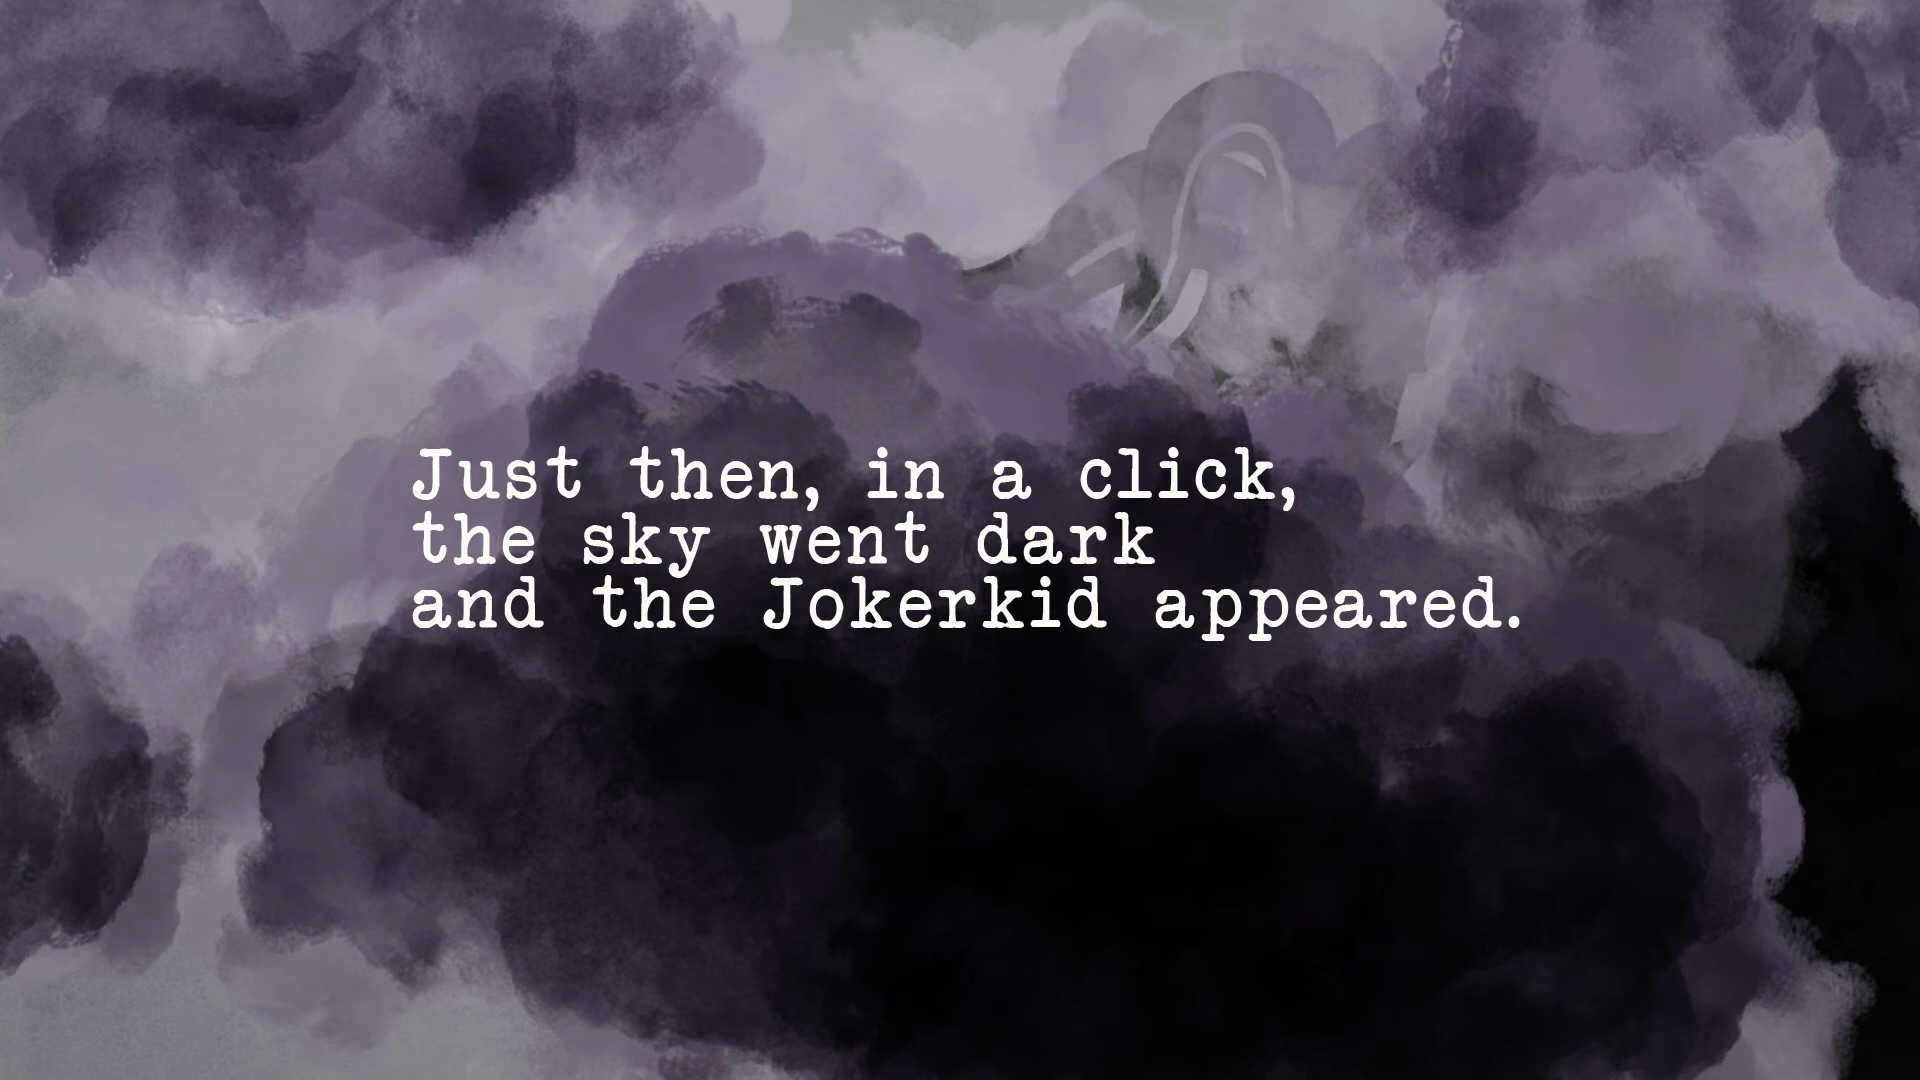 Just then, in a click,
the sky went dark
and the Jokerkid appeared.